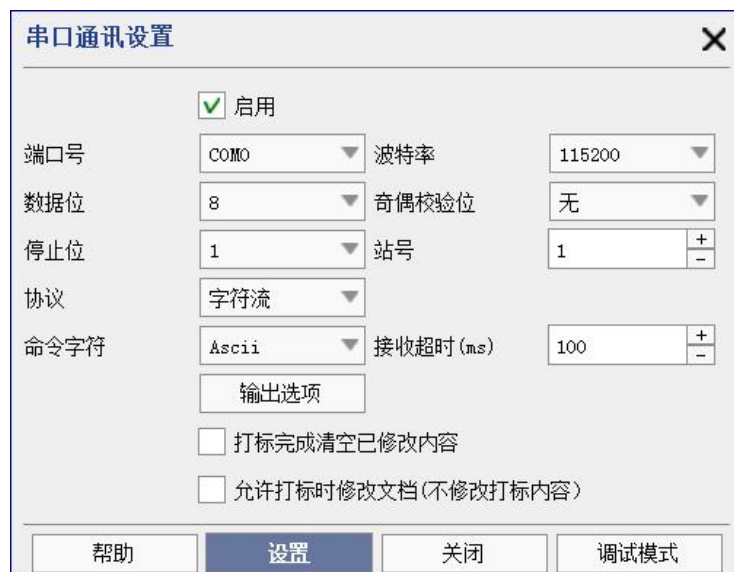 串口通讯设置
启用
端口号 COM0 波特率 115200
数据位 8 奇偶校验位 无
停止位 1 站号 1
协议 字符流
命令字符 Ascii 接收超时(ms) 100
输出选项
打标完成清空已修改内容
允许打标时修改文档(不修改打标内容)
帮助 设置 关闭 调试模式